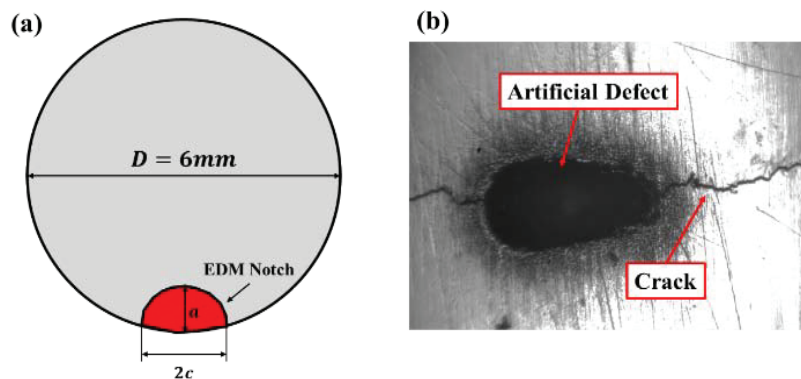 (a)
D = 6mm
EDM Notch
a
2c
(b)
Artificial Defect
Crack